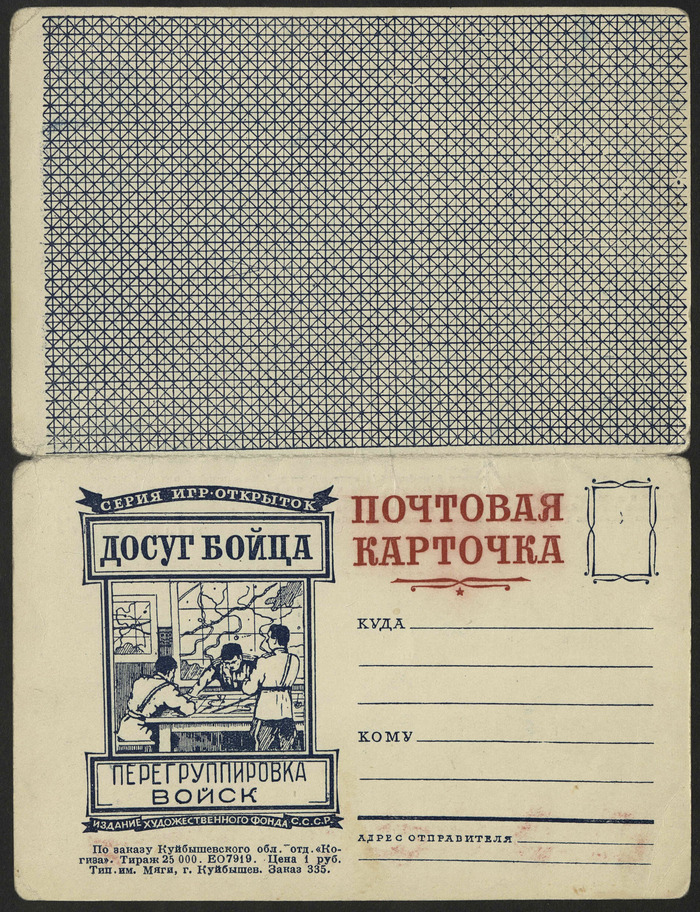 СЕРИЯ ИГР-ОТКРЫТОК
ДОСУГ БОЙЦА
ПЕРЕГРУППИРОВКА
ВОЙСК
ИЗДАНИЕ ХУДОЖЕСТВЕННОГО ФОНДА С.С.С.Р.
По заказу Куйбышевского обл. отд. «Ко-
гиза». Тираж 25 000. ЕО7919. Цена 1 руб.
Тип. им. Мяги, г. Куйбышев. Заказ 335.
ПОЧТОВАЯ
КАРТОЧКА
КУДА
КОМУ
АДРЕС ОТПРАВИТЕЛЯ